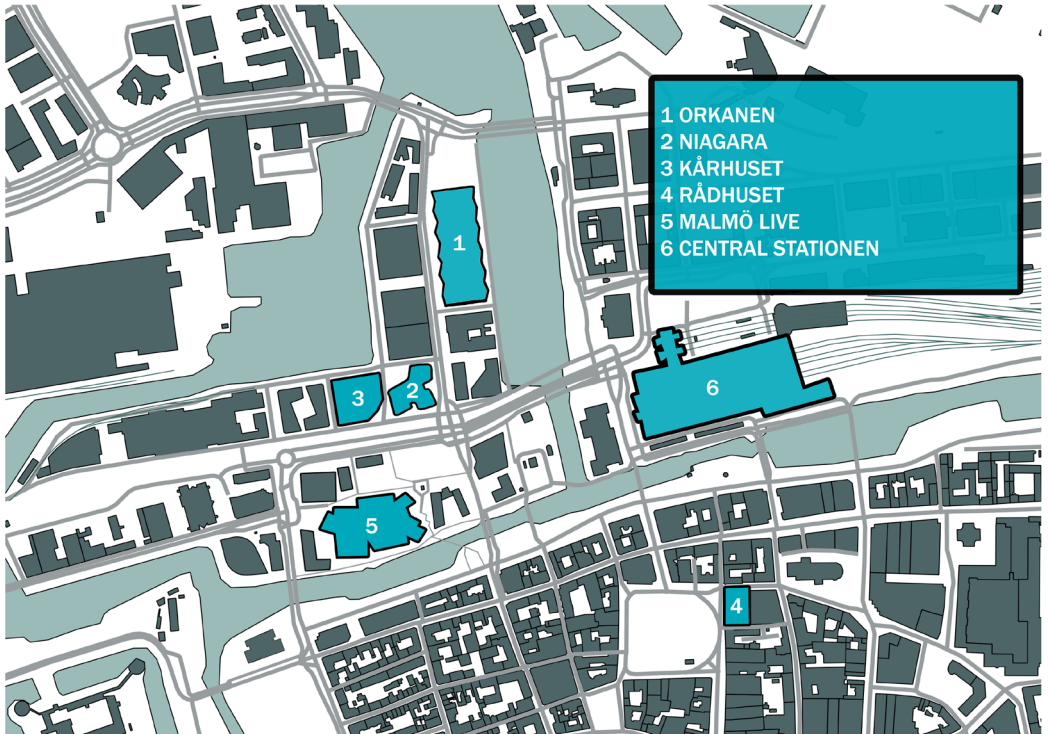 1 ORKANEN
2 NIAGARA
3 KÅRHUSET
4 RÅDHUSET
5 MALMÖ LIVE
6 CENTRAL STATIONEN
1
2
3
6
5
4